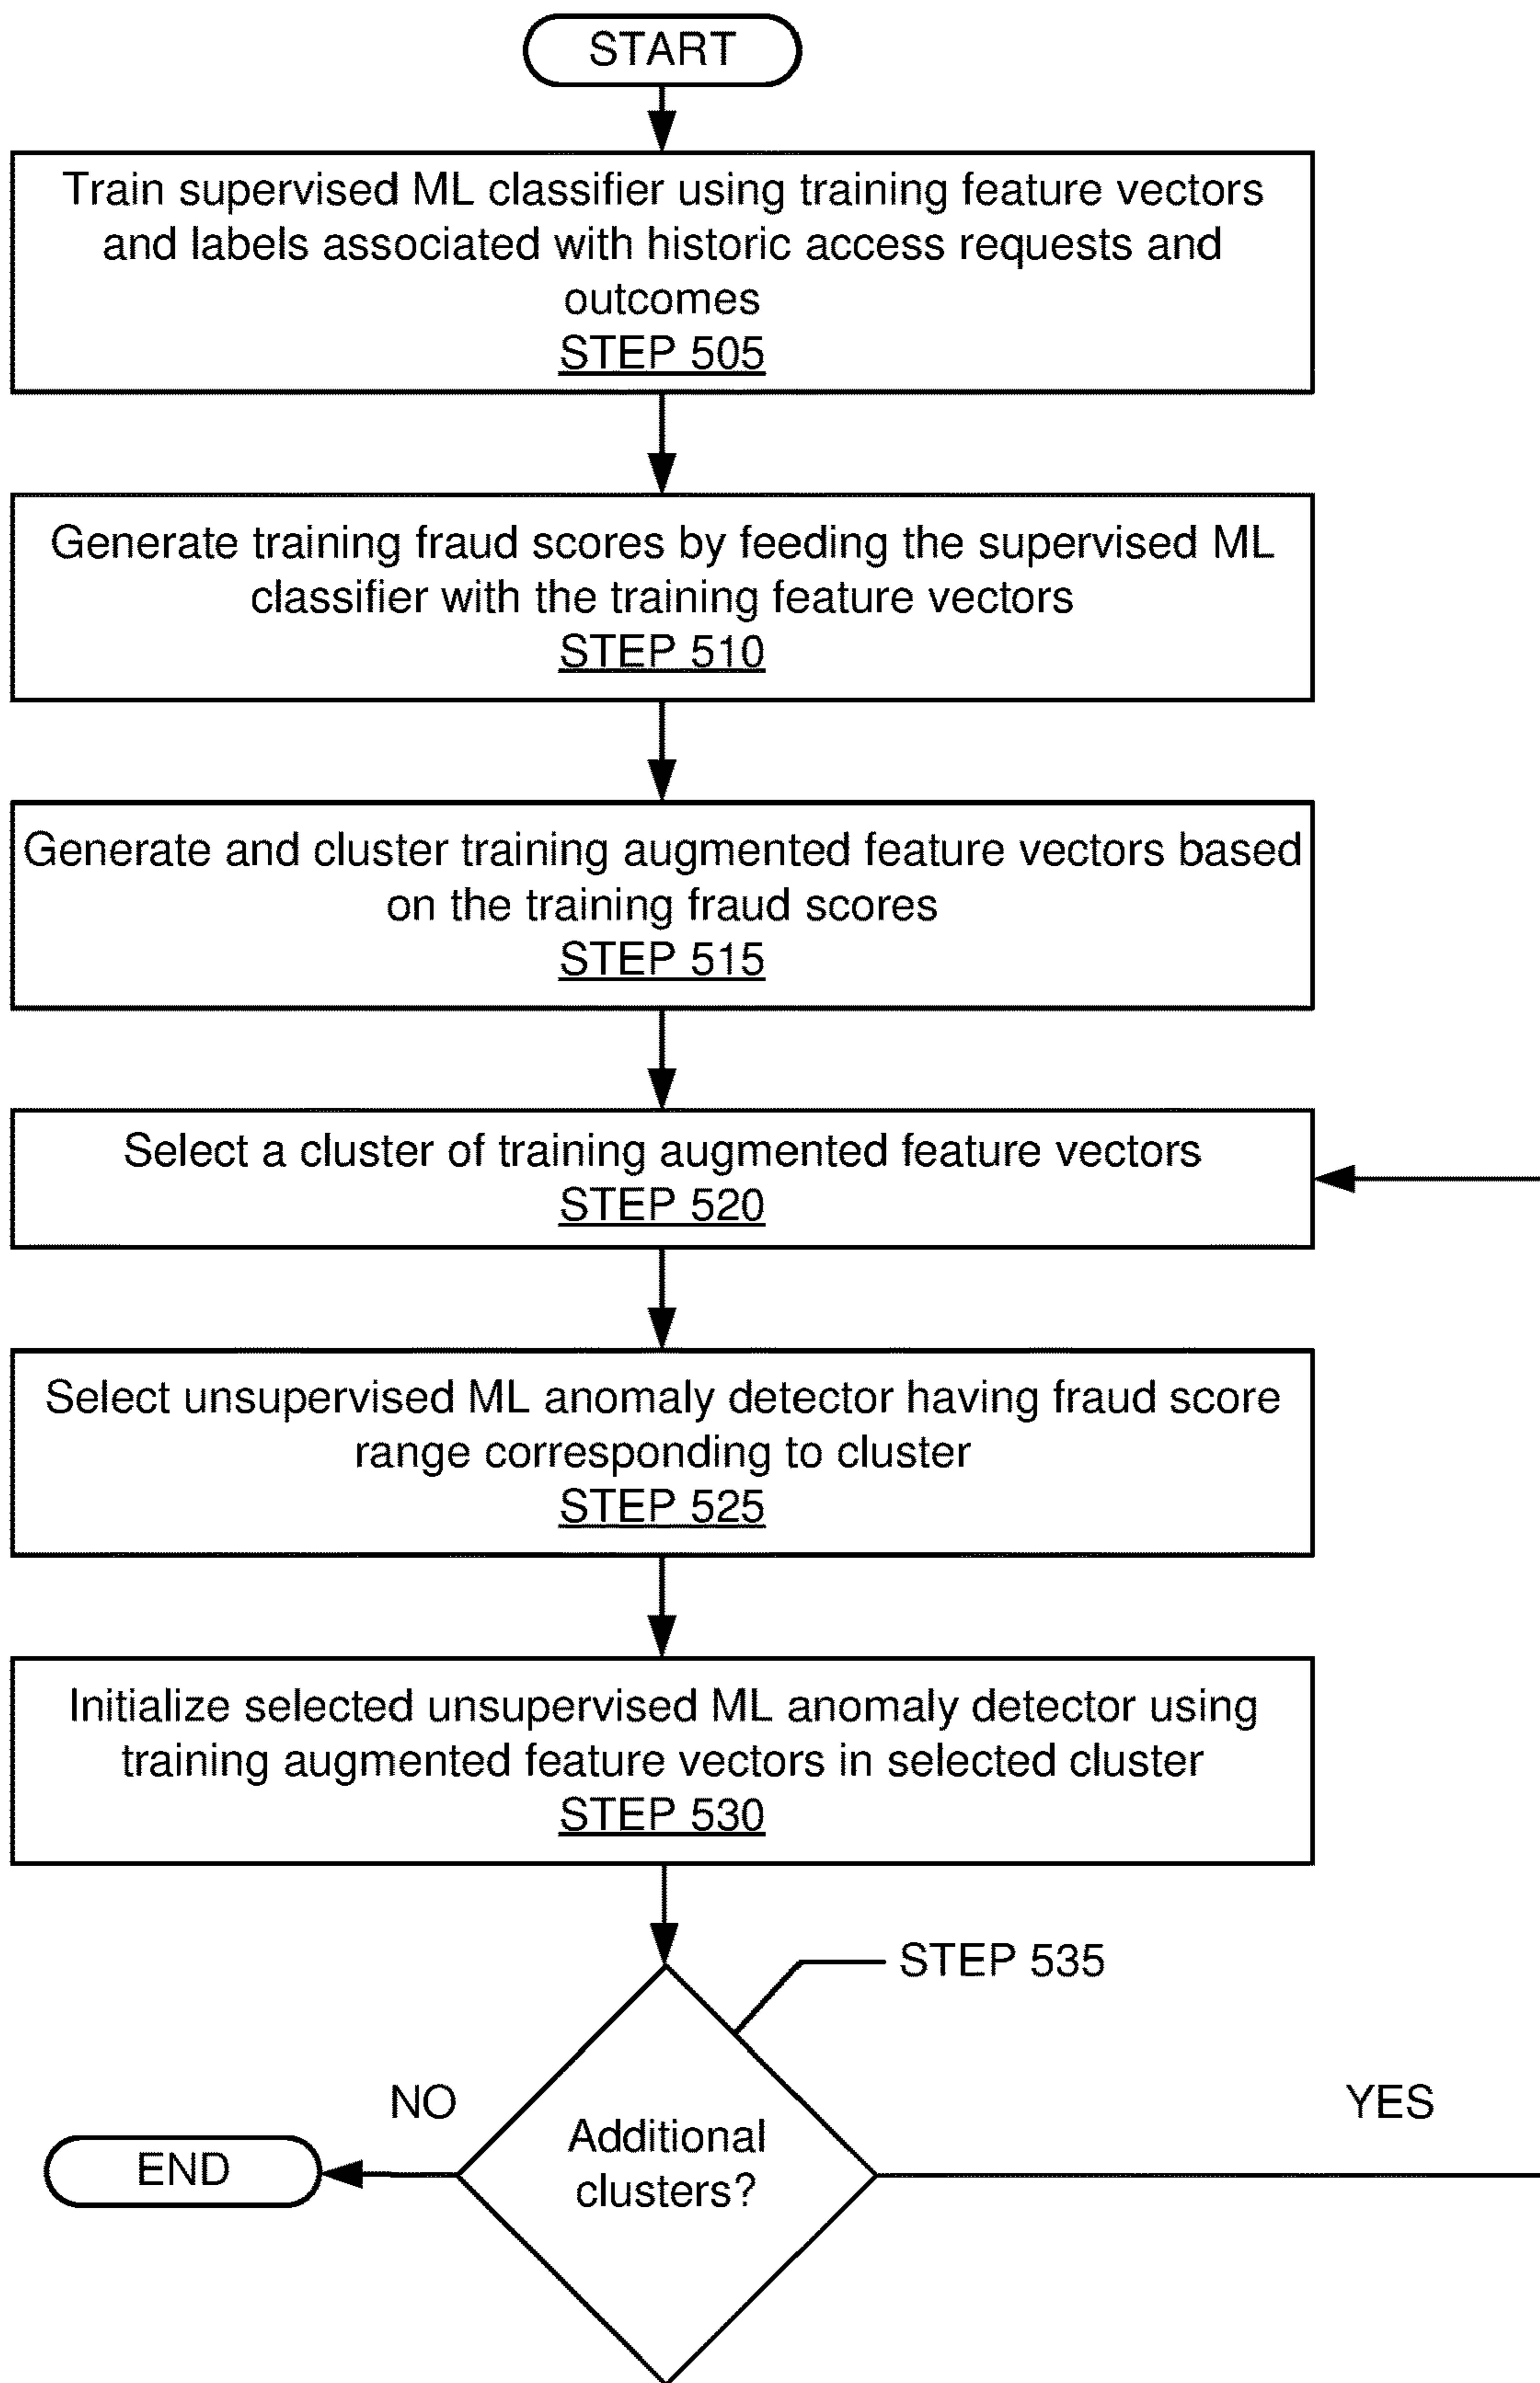 START
Train supervised ML classifier using training feature vectors
and labels associated with historic access requests and
outcomes
STEP 505
Generate training fraud scores by feeding the supervised ML
classifier with the training feature vectors
STEP 510
Generate and cluster training augmented feature vectors based
on the training fraud scores
STEP 515
Select a cluster of training augmented feature vectors
STEP 520
Select unsupervised ML anomaly detector having fraud score
range corresponding to cluster
STEP 525
Initialize selected unsupervised ML anomaly detector using
training augmented feature vectors in selected cluster
STEP 530
STEP 535
NO
YES
Additional
clusters?
END